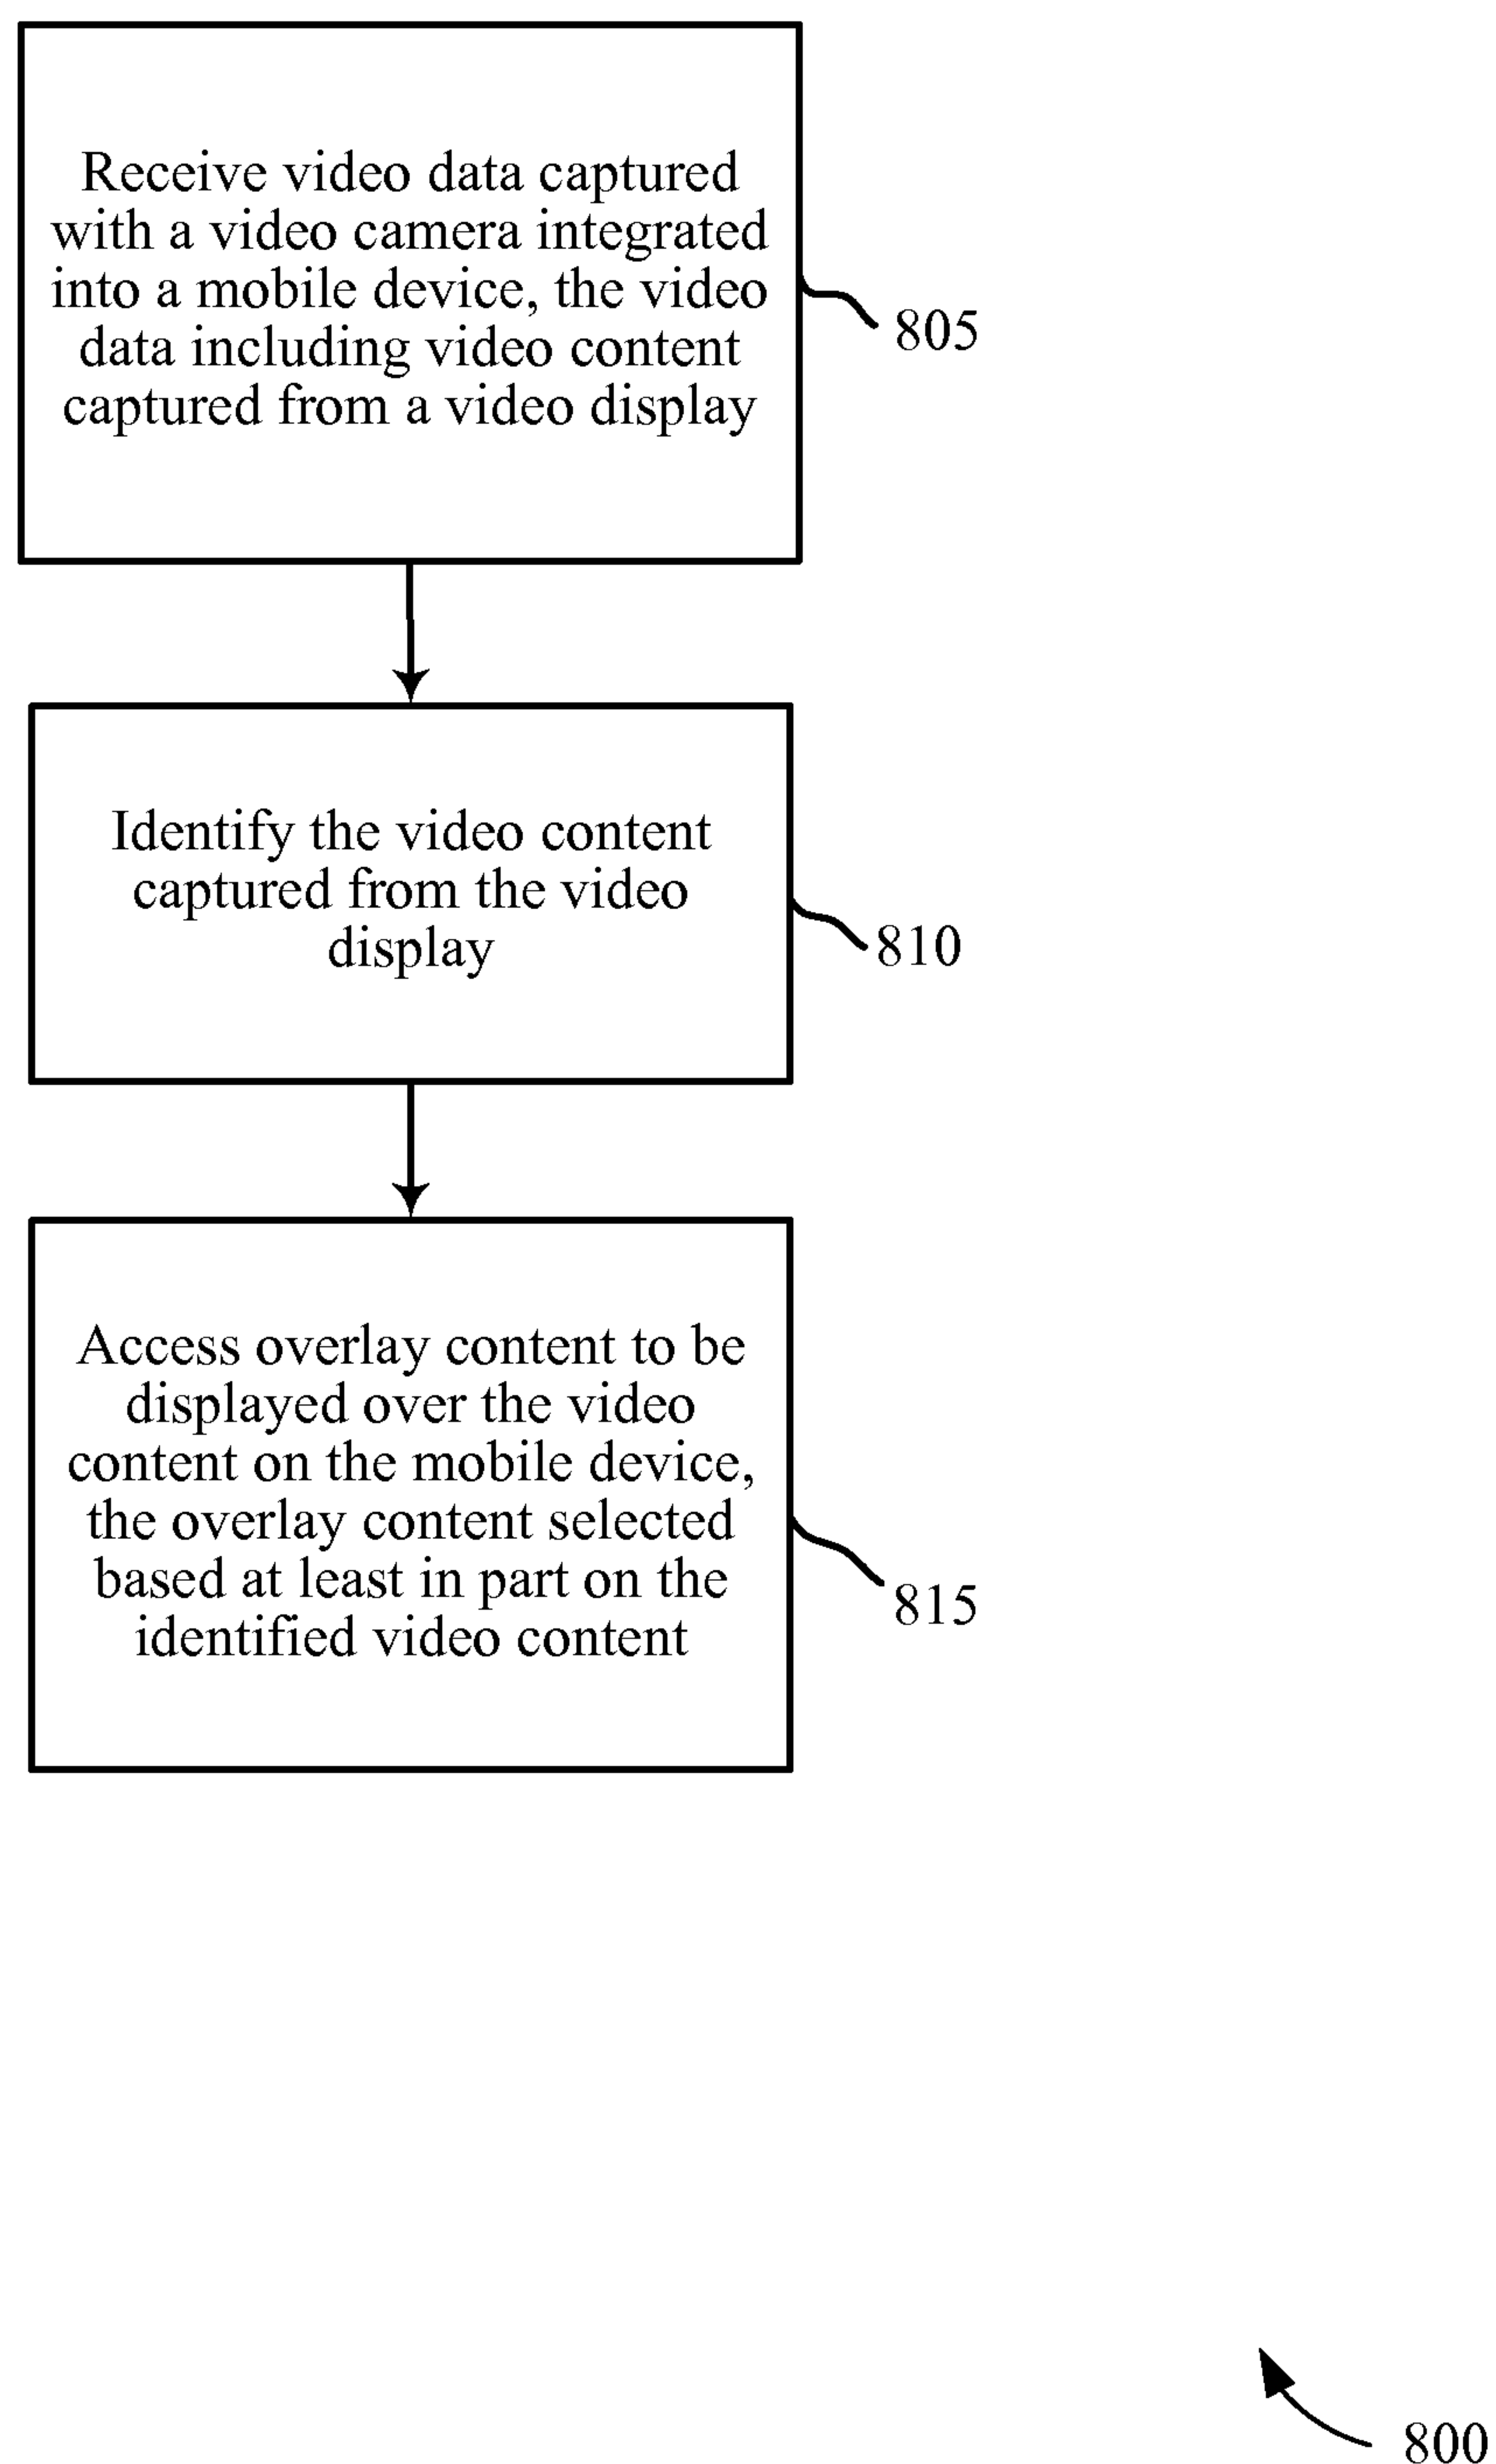 Receive video data captured
with a video camera integrated
into a mobile device, the video
data including video content
captured from a video display
805
Identify the video content
captured from the video
display
810
Access overlay content to be
displayed over the video
content on the mobile device,
the overlay content selected
based at least in part on the
identified video content
815
800